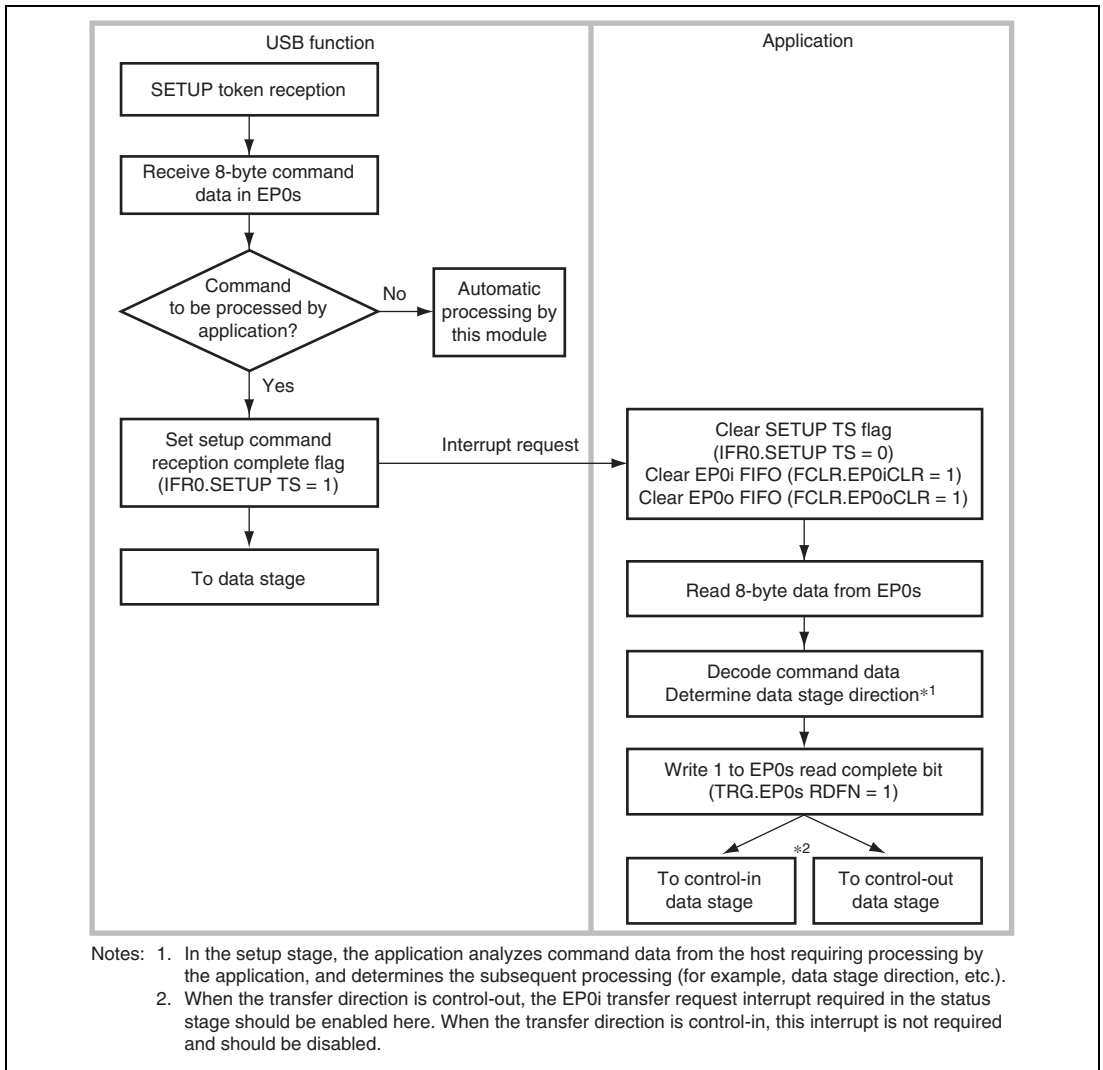 USB function
Application
SETUP token reception
Receive 8-byte command
data in EP0s
Command
to be processed by
application?
No
Automatic
processing by
this module
Yes
Set setup command
reception complete flag
(IFR0.SETUP TS = 1)
Interrupt request
To data stage
Clear SETUP TS flag
(IFR0.SETUP TS = 0)
Clear EP0i FIFO (FCLR.EP0iCLR = 1)
Clear EP0o FIFO (FCLR.EP0oCLR = 1)
Read 8-byte data from EP0s
Decode command data
Determine data stage direction*1
Write 1 to EP0s read complete bit
(TRG.EP0s RDFN = 1)
*2
To control-in
data stage
To control-out
data stage
Notes: 1. In the setup stage, the application analyzes command data from the host requiring processing by
the application, and determines the subsequent processing (for example, data stage direction, etc.).
2. When the transfer direction is control-out, the EP0i transfer request interrupt required in the status
stage should be enabled here. When the transfer direction is control-in, this interrupt is not required
and should be disabled.